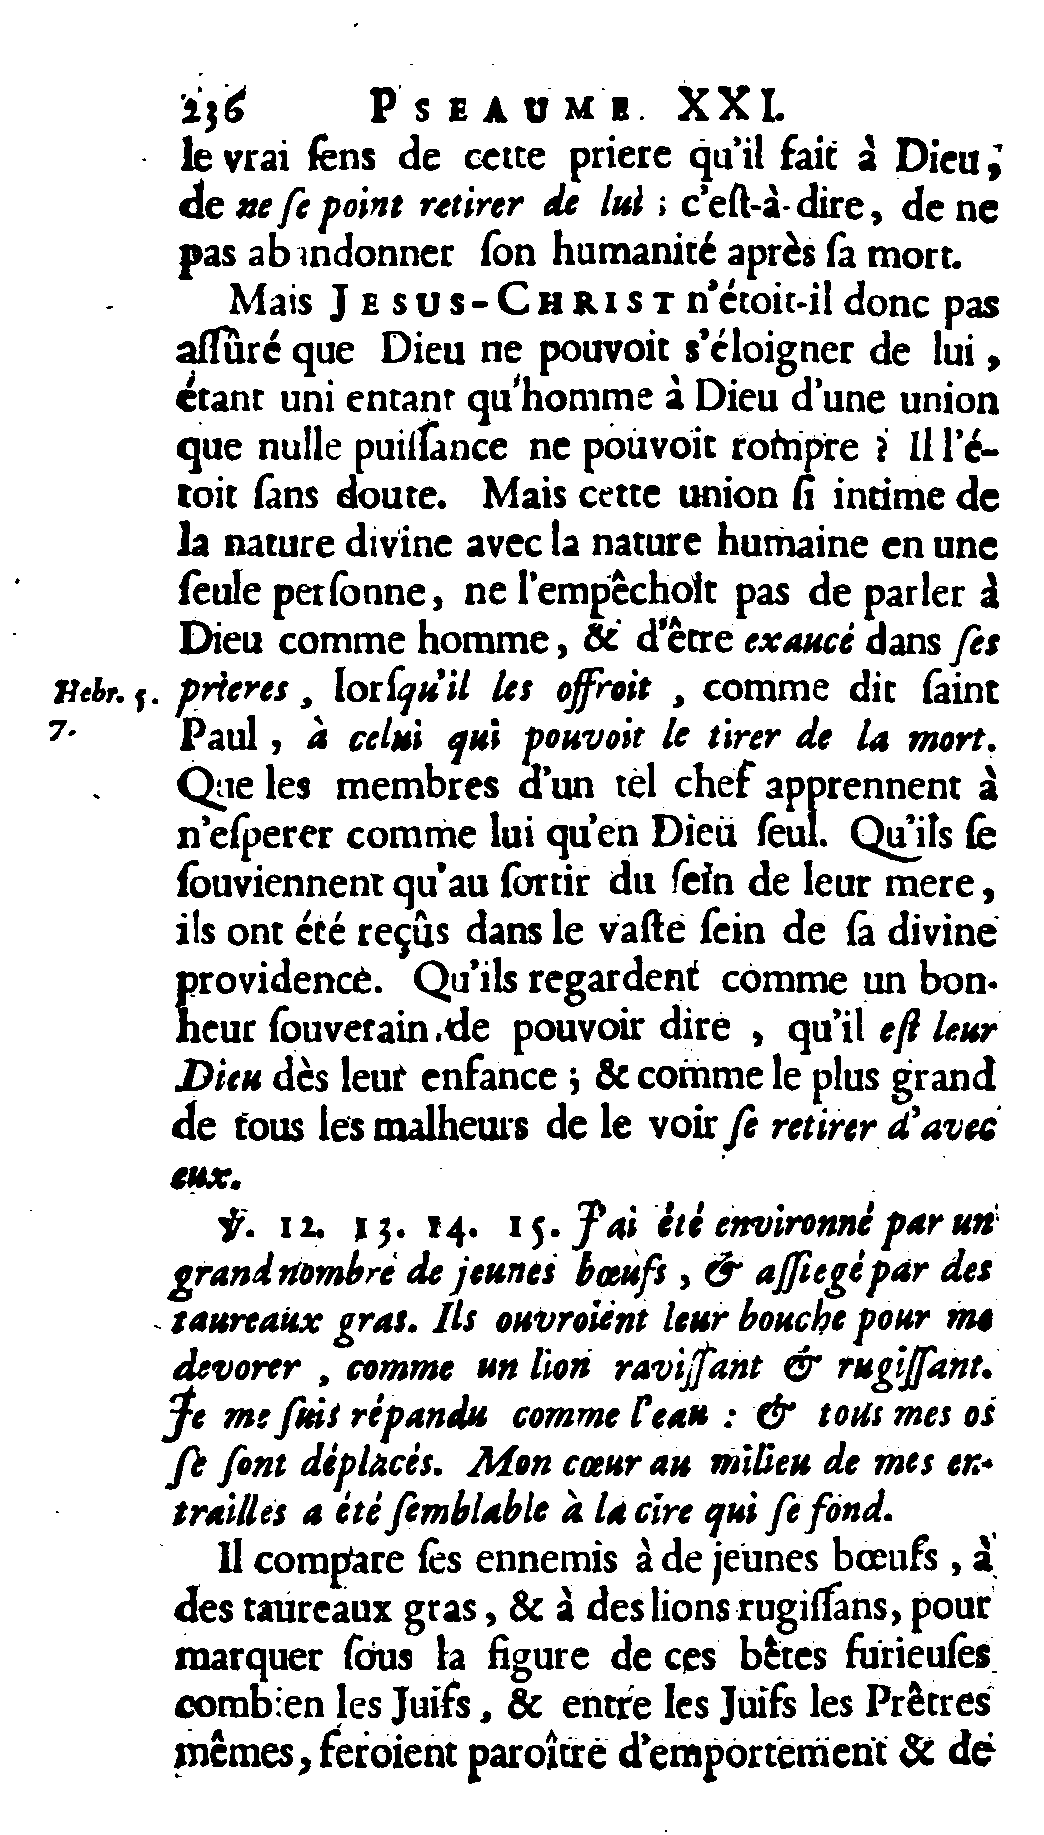 236 PSEAUME. XXI.
le vrai ſens de cette priere qu'il fait à Dieu,
de ne ſe point retirer de lui ; c'eſt-à-dire, de ne
pas abandonner ſon humanité après ſa mort.
Mais JESUS-CHRIST n'étoit-il donc pas
aſſûré que Dieu ne pouvoit s'éloigner de lui,
étant uni entant qu'homme à Dieu d'une union
que nulle puiſſance ne pouvoit rompre ? Il l'é-
toit ſans doute. Mais cette union ſi intime de
la nature divine avec la nature humaine en une
ſeule perſonne, ne l'empêchoit pas de parler à
Dieu comme homme, & d'être exaucé dans ſes
Hebr. 5. prieres, lorſqu'il les offroit, comme dit ſaint
7. Paul, à celui qui pouvoit le tirer de la mort.
Que les membres d'un tel chef apprennent à
n'eſperer comme lui qu'en Dieu ſeul. Qu'ils ſe
ſouviennent qu'au ſortir du ſein de leur mere,
ils ont été reçûs dans le vaſte ſein de ſa divine
providence. Qu'ils regardent comme un bon-
heur ſouverain de pouvoir dire, qu'il eſt leur
Dieu dès leur enfance ; & comme le plus grand
de tous les malheurs de le voir ſe retirer d'avec
eux.
℣. 12. 13. 14. 15. J'ai été environné par un
grand nombre de jeunes bœufs, & aſſiegé par des
taureaux gras. Ils ouvroient leur bouche pour me
devorer, comme un lion raviſſant & rugiſſant.
Je me ſuis répandu comme l'eau : & tous mes os
ſe ſont déplacés. Mon cœur au milieu de mes en-
trailles a été ſemblable à la cire qui ſe fond.
Il compare ſes ennemis à de jeunes bœufs, à
des taureaux gras, & à des lions rugiſſans, pour
marquer ſous la figure de ces bêtes furieuſes
combien les Juifs, & entre les Juifs les Prêtres
mêmes, feroient paroître d'emportement & de